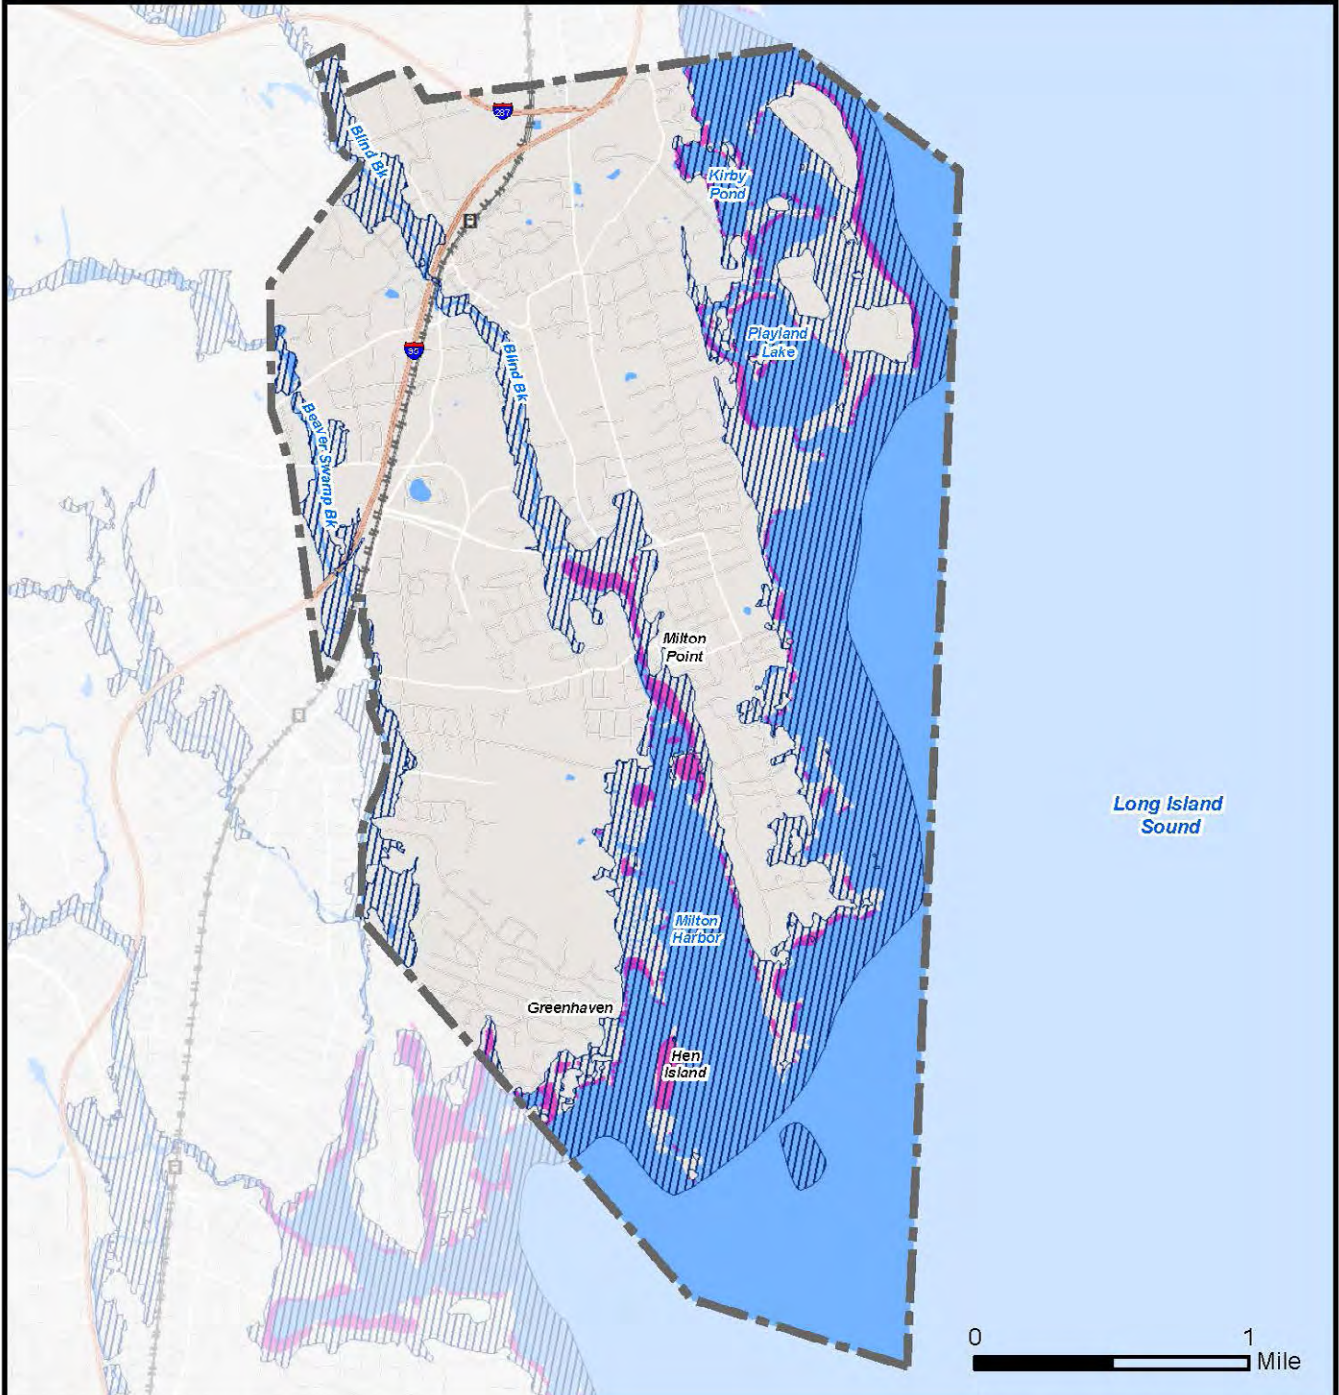 287
Blind Bk
Kirby
Pond
Playland
Lake
95
Blind Bk
Beaver Swamp Bk
Milton
Point
Long Island
Sound
Milton
Harbor
Greenhaven
Hen
Island
0 1
Mile